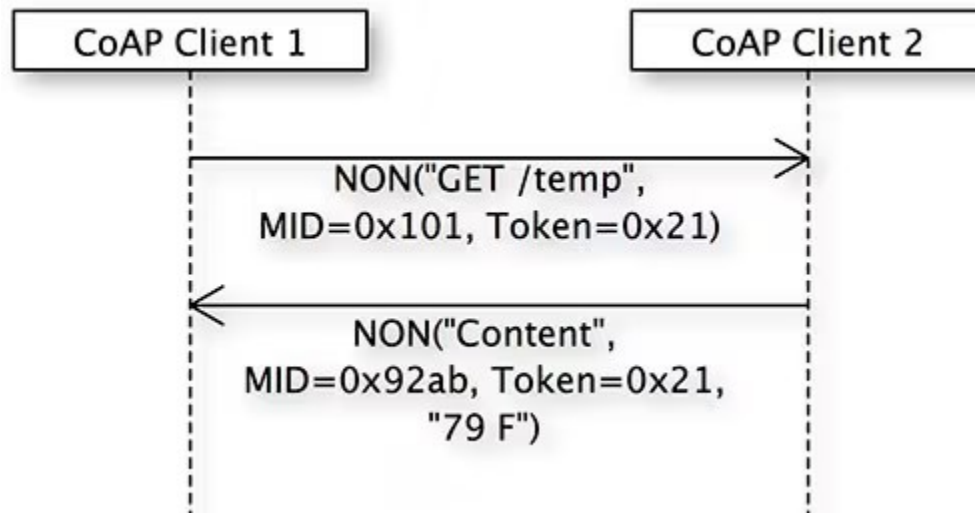 CoAP Client 1
CoAP Client 2
NON("GET /temp",
MID=0x101, Token=0x21)
NON("Content",
MID=0x92ab, Token=0x21,
"79 F")